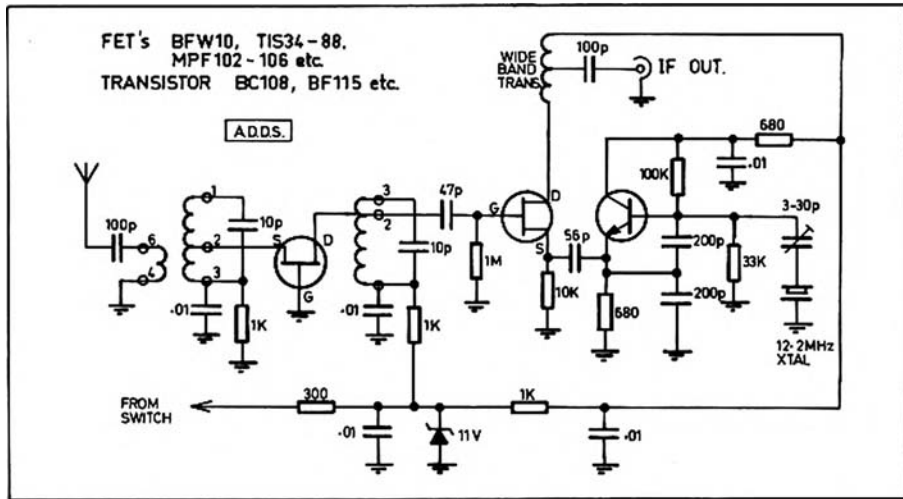 FET's BFW10, TIS34-88,
MPF102-106 etc.
TRANSISTOR BC108, BF115 etc.
A.D.D.S.
WIDE
BAND
TRANS
100p
IF OUT.
680
.01
100K
3-30p
100p
6
4
1
2
3
10p
.01
1K
S
D
G
3
2
10p
.01
1K
47p
1M
G
D
S
56p
10K
680
200p
200p
33K
12.2MHz
XTAL
FROM
SWITCH
300
.01
11V
1K
.01